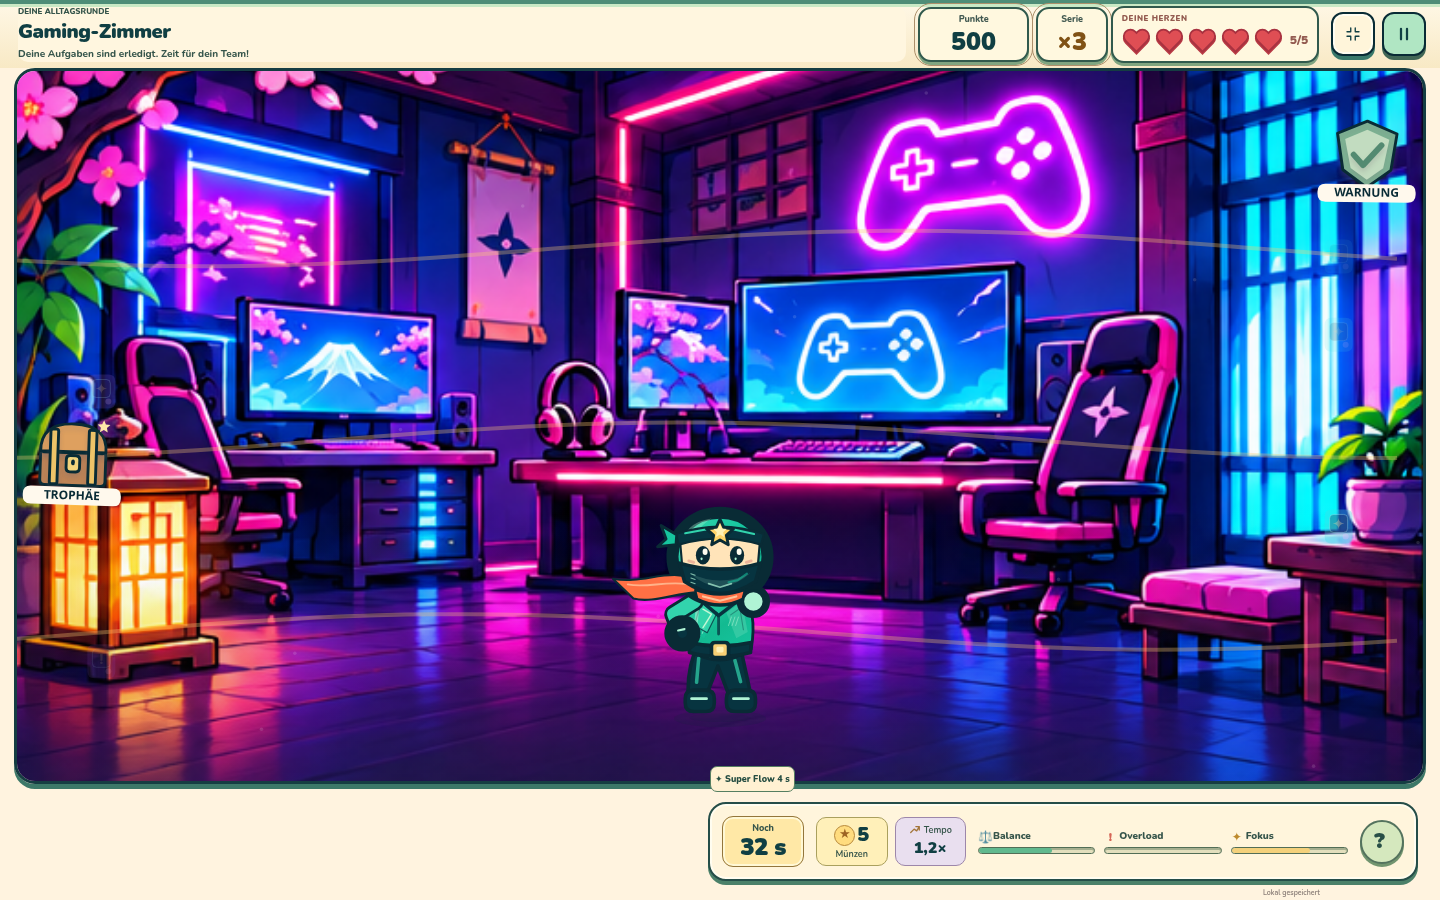 DEINE ALLTAGSRUNDE
Gaming-Zimmer
Deine Aufgaben sind erledigt. Zeit für dein Team!
Punkte
500
Serie
×3
DEINE HERZEN
5/5
WARNUNG
TROPHÄE
✦ Super Flow 4 s
Noch
32 s
5
Münzen
Tempo
1,2×
Balance
! Overload
✦ Fokus
?
Lokal gespeichert